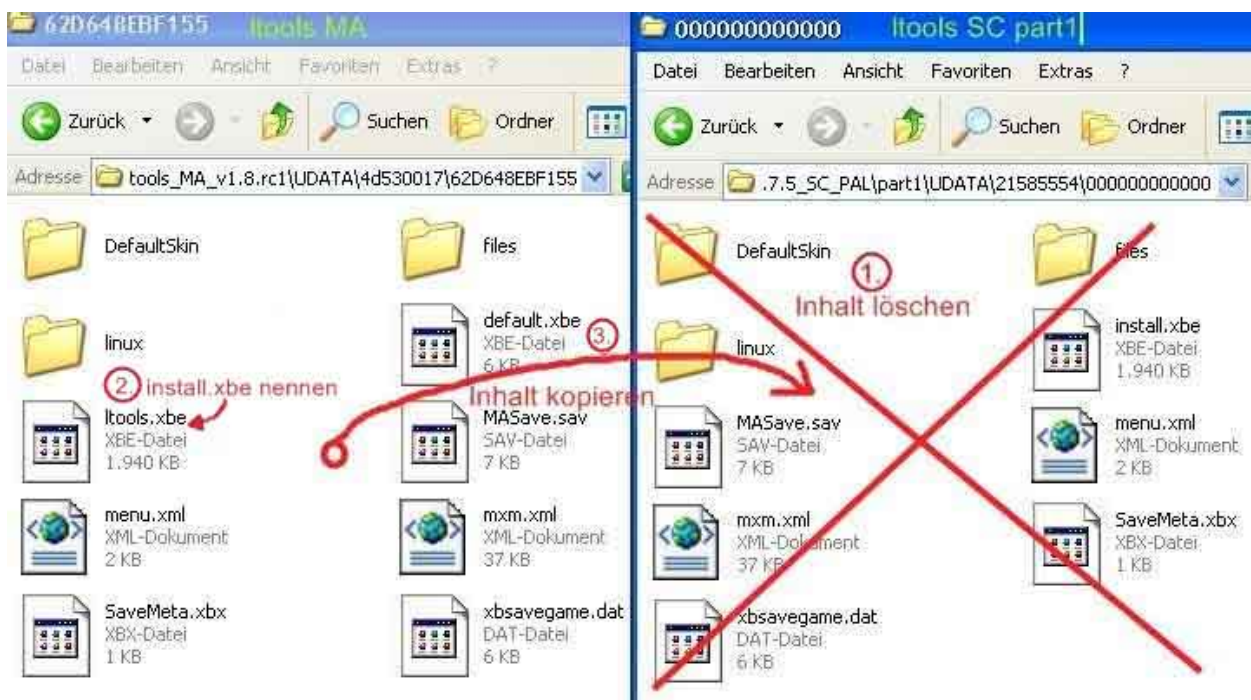 62D648EBF155 ltools MA
Datei Bearbeiten Ansicht Favoriten Extras ?
Zurück Suchen Ordner
Adresse tools_MA_v1.8.rc1\UDATA\4d530017\62D648EBF155
DefaultSkin
files
linux
default.xbe
XBE-Datei
6 KB
2. install.xbe nennen
3.
Inhalt kopieren
ltools.xbe
XBE-Datei
1.940 KB
MASave.sav
SAV-Datei
7 KB
menu.xml
XML-Dokument
2 KB
mxm.xml
XML-Dokument
37 KB
SaveMeta.xbx
XBX-Datei
1 KB
xbsavegame.dat
DAT-Datei
6 KB
000000000000 ltools SC part1
Datei Bearbeiten Ansicht Favoriten Extras ?
Zurück Suchen Ordner
Adresse .7.5_SC_PAL\part1\UDATA\21585554\000000000000
DefaultSkin
files
1.
Inhalt löschen
linux
install.xbe
XBE-Datei
1.940 KB
MASave.sav
SAV-Datei
7 KB
menu.xml
XML-Dokument
2 KB
mxm.xml
XML-Dokument
37 KB
SaveMeta.xbx
XBX-Datei
1 KB
xbsavegame.dat
DAT-Datei
6 KB